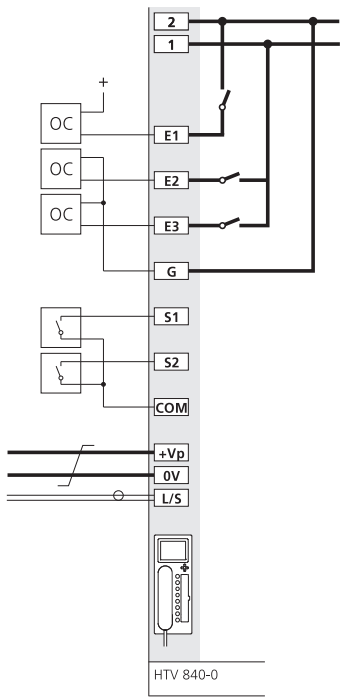 2
1
+
OC
E1
OC
E2
OC
E3
G
S1
S2
COM
+Vp
0V
L/S
HTV 840-0